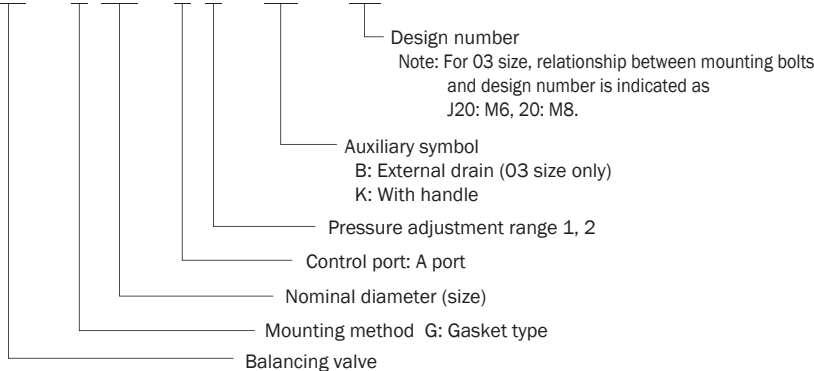 Design number
Note: For 03 size, relationship between mounting bolts
and design number is indicated as
J20: M6, 20: M8.
Auxiliary symbol
B: External drain (03 size only)
K: With handle
Pressure adjustment range 1, 2
Control port: A port
Nominal diameter (size)
Mounting method G: Gasket type
Balancing valve